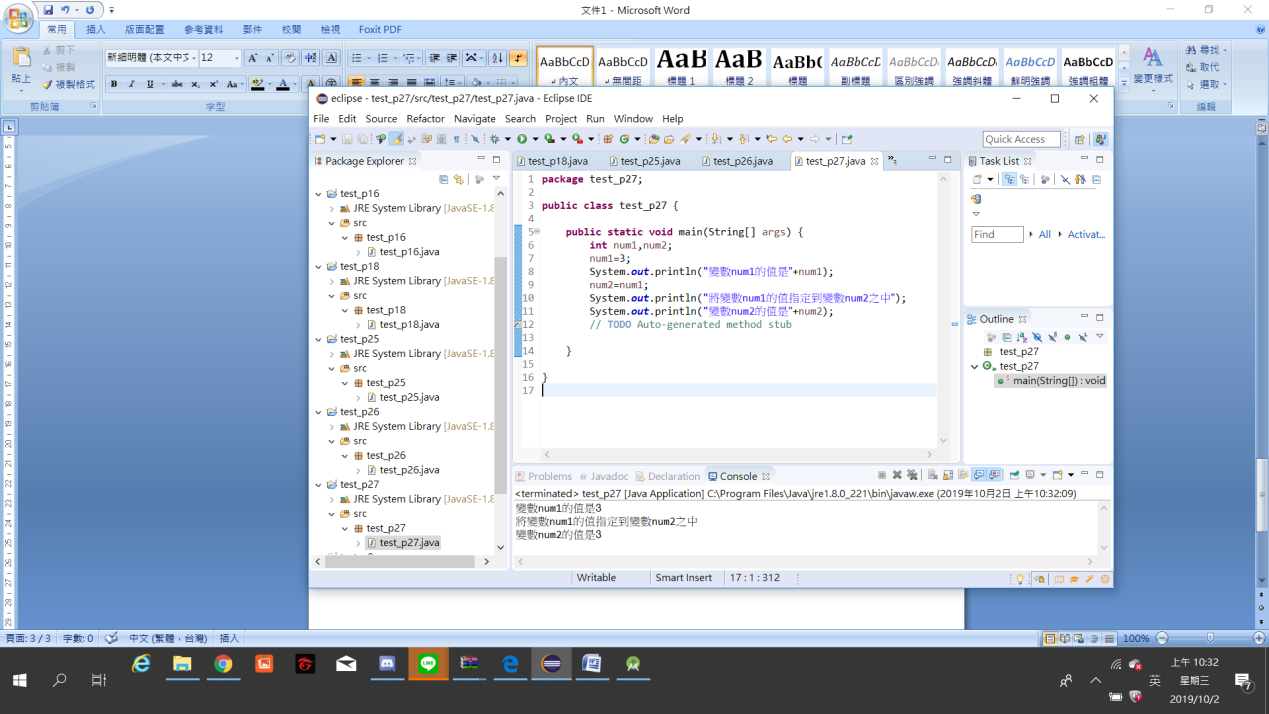 文件1 - Microsoft Word
常用 插入 版面配置 參考資料 郵件 校閱 檢視 Foxit PDF
貼上
剪下
複製
複製格式
剪貼簿
新細明體 (本文中文 12
字型
AaBbCcD AaBbCcD AaB AaB AaBb( AaBbCcL AaBbCcDc AaBbCcDc AaBbCcDc AaBbCcD
內文 無間距 標題 1 標題 2 標題 副標題 區別強調 強調斜體 鮮明強調 強調粗體
變更樣式
尋找
取代
選取
編輯
eclipse - test_p27/src/test_p27/test_p27.java - Eclipse IDE
File Edit Source Refactor Navigate Search Project Run Window Help
Quick Access
Package Explorer
test_p16
JRE System Library [JavaSE-1.8
src
test_p16
test_p16.java
test_p18
JRE System Library [JavaSE-1.8
src
test_p18
test_p18.java
test_p25
JRE System Library [JavaSE-1.8
src
test_p25
test_p25.java
test_p26
JRE System Library [JavaSE-1.8
src
test_p26
test_p26.java
test_p27
JRE System Library [JavaSE-1.8
src
test_p27
test_p27.java
test_p18.java test_p25.java test_p26.java test_p27.java
1 package test_p27;
2
3 public class test_p27 {
4
5 public static void main(String[] args) {
6 int num1,num2;
7 num1=3;
8 System.out.println("變數num1的值是"+num1);
9 num2=num1;
10 System.out.println("將變數num1的值指定到變數num2之中");
11 System.out.println("變數num2的值是"+num2);
12 // TODO Auto-generated method stub
13
14 }
15
16 }
17
Task List
Find All Activat...
Outline
test_p27
test_p27
main(String[]) : void
Problems Javadoc Declaration Console
<terminated> test_p27 [Java Application] C:\Program Files\Java\jre1.8.0_221\bin\javaw.exe (2019年10月2日 上午10:32:09)
變數num1的值是3
將變數num1的值指定到變數num2之中
變數num2的值是3
Writable Smart Insert 17 : 1 : 312
頁面: 3 / 3 字數: 0 中文 (繁體，台灣) 插入 100%
英
上午 10:32
星期三
2019/10/2
7